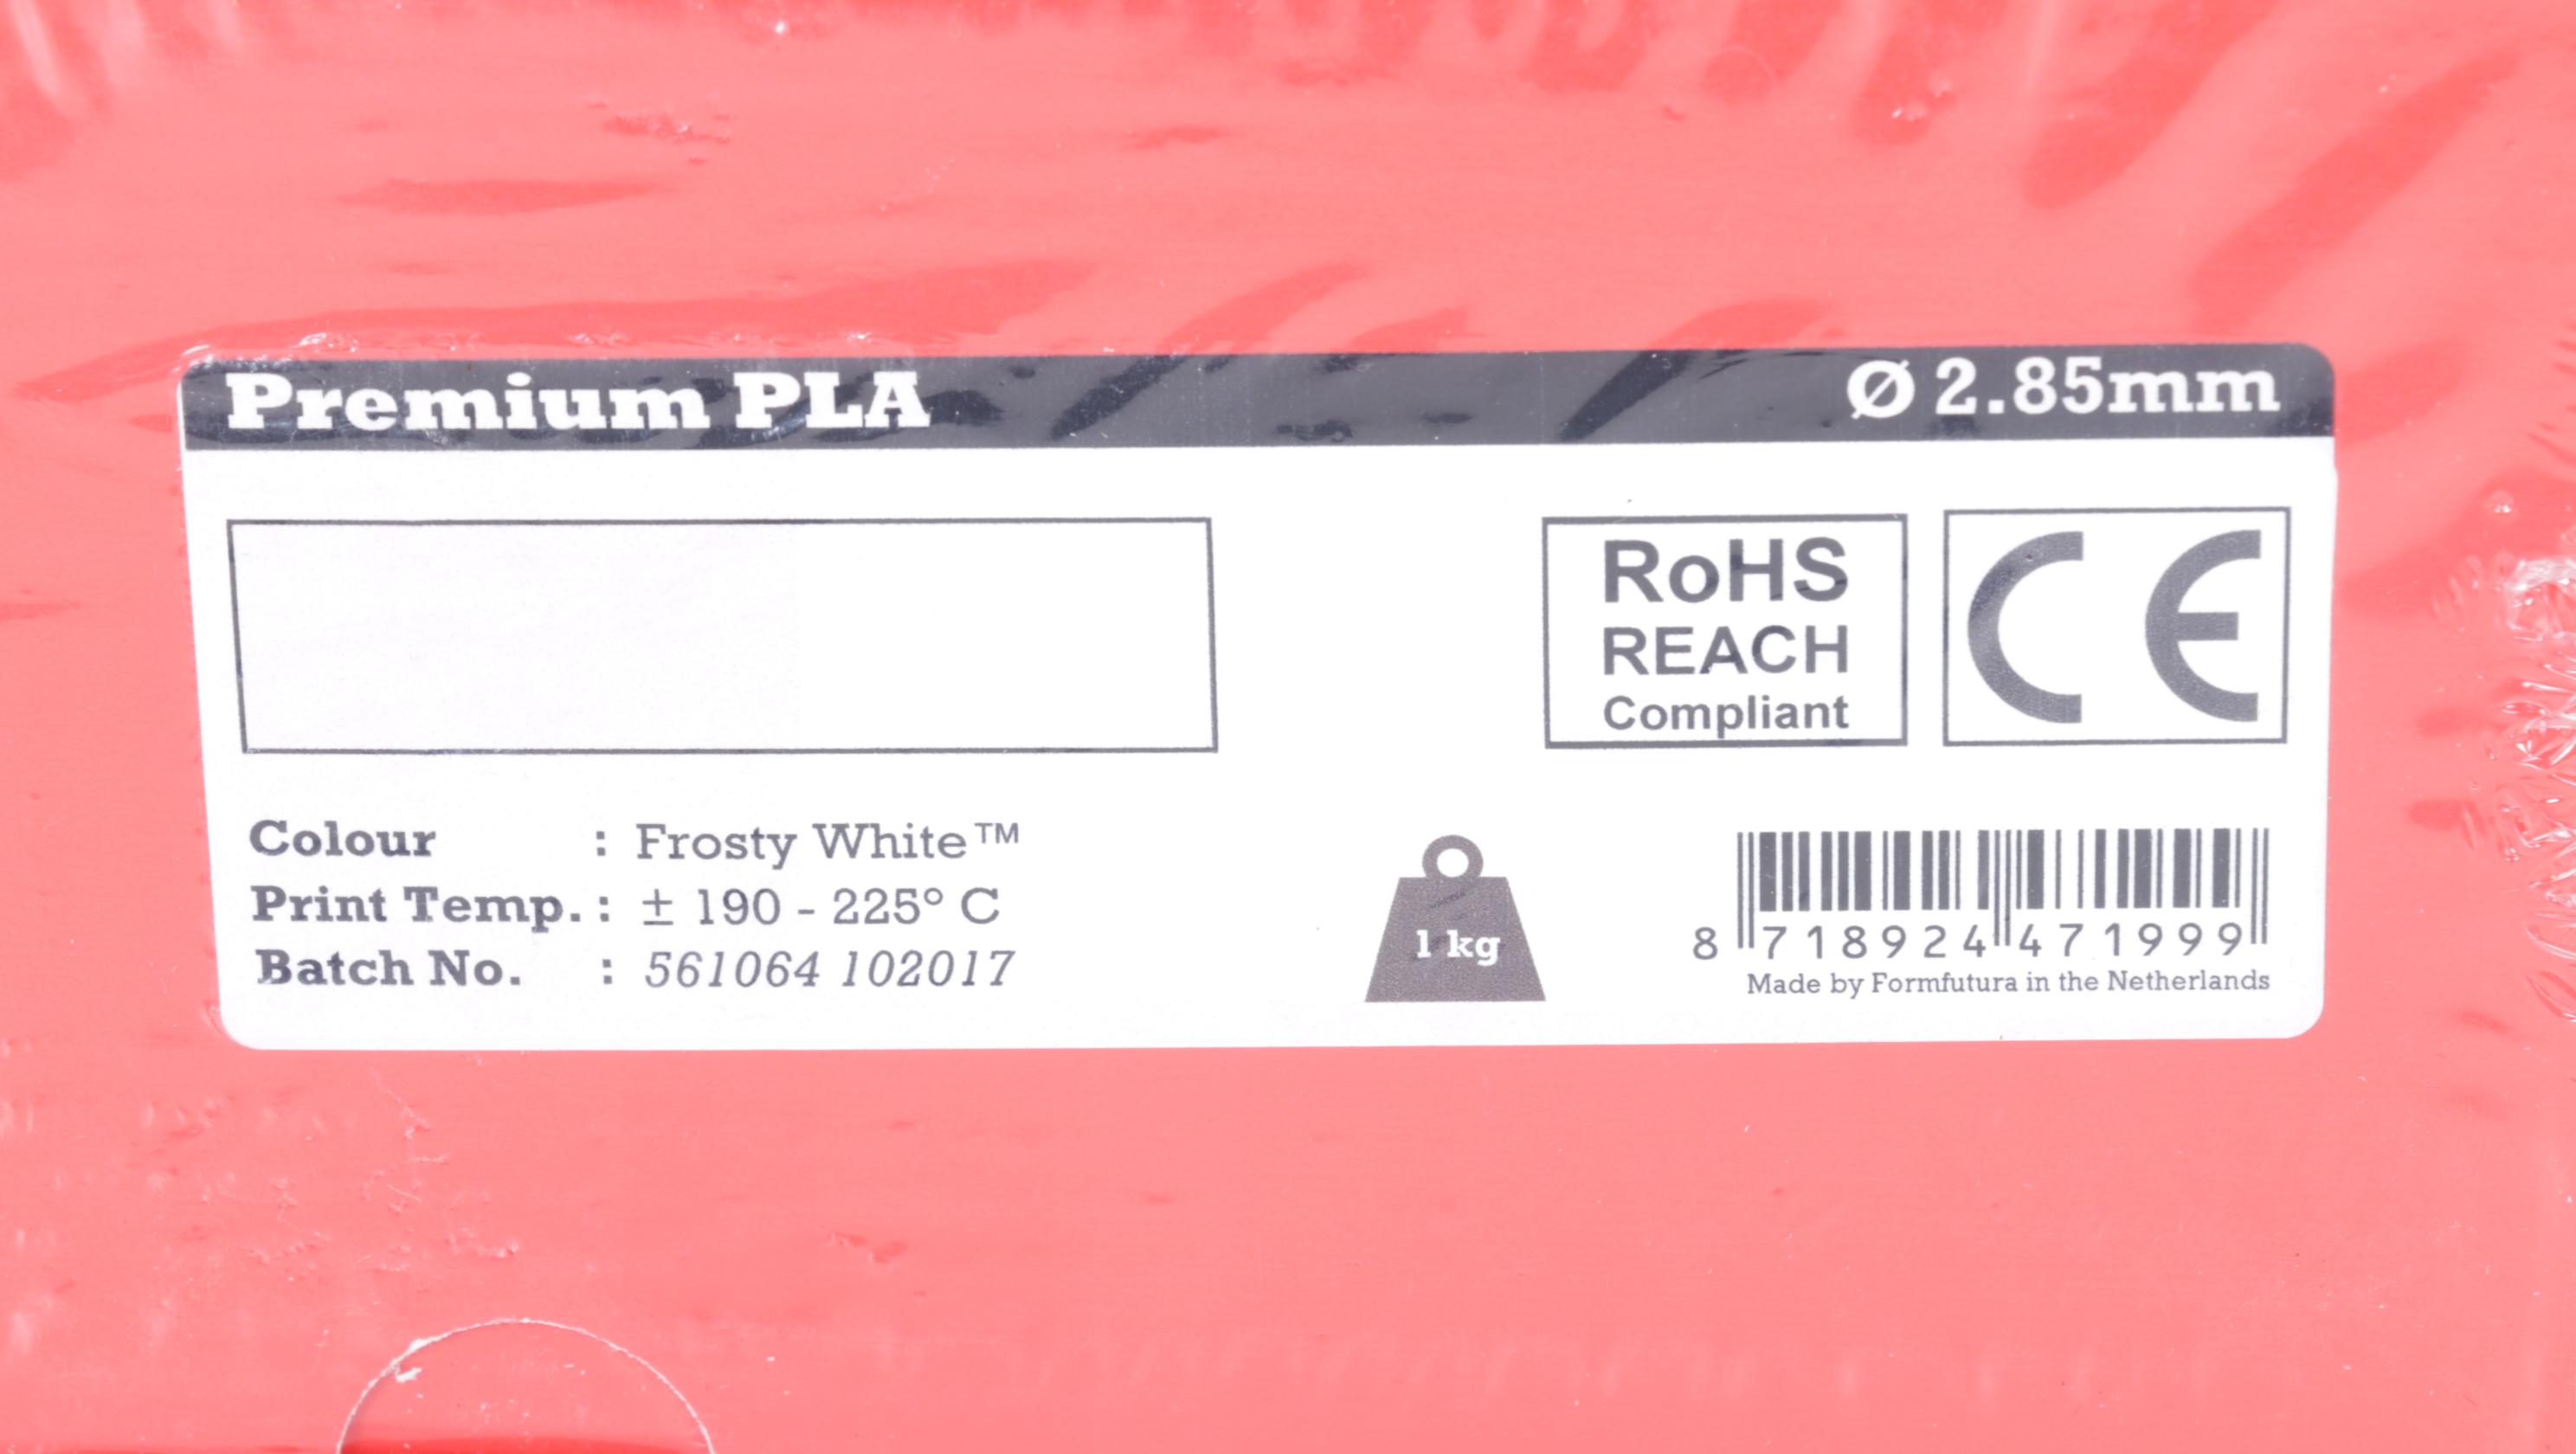 Premium PLA Ø 2.85mm
RoHS
REACH
Compliant
CE
Colour : Frosty White™
Print Temp. : ± 190 - 225° C
Batch No. : 561064 102017
1 kg
8 718924 471999
Made by Formfutura in the Netherlands